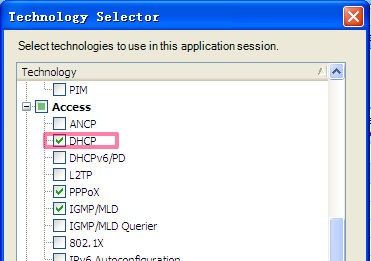 Technology Selector
Select technologies to use in this application session.
Technology
PIM
Access
ANCP
DHCP
DHCPv6/PD
L2TP
PPPoX
IGMP/MLD
IGMP/MLD Querier
802.1X
IPv6 Autoconfiguration